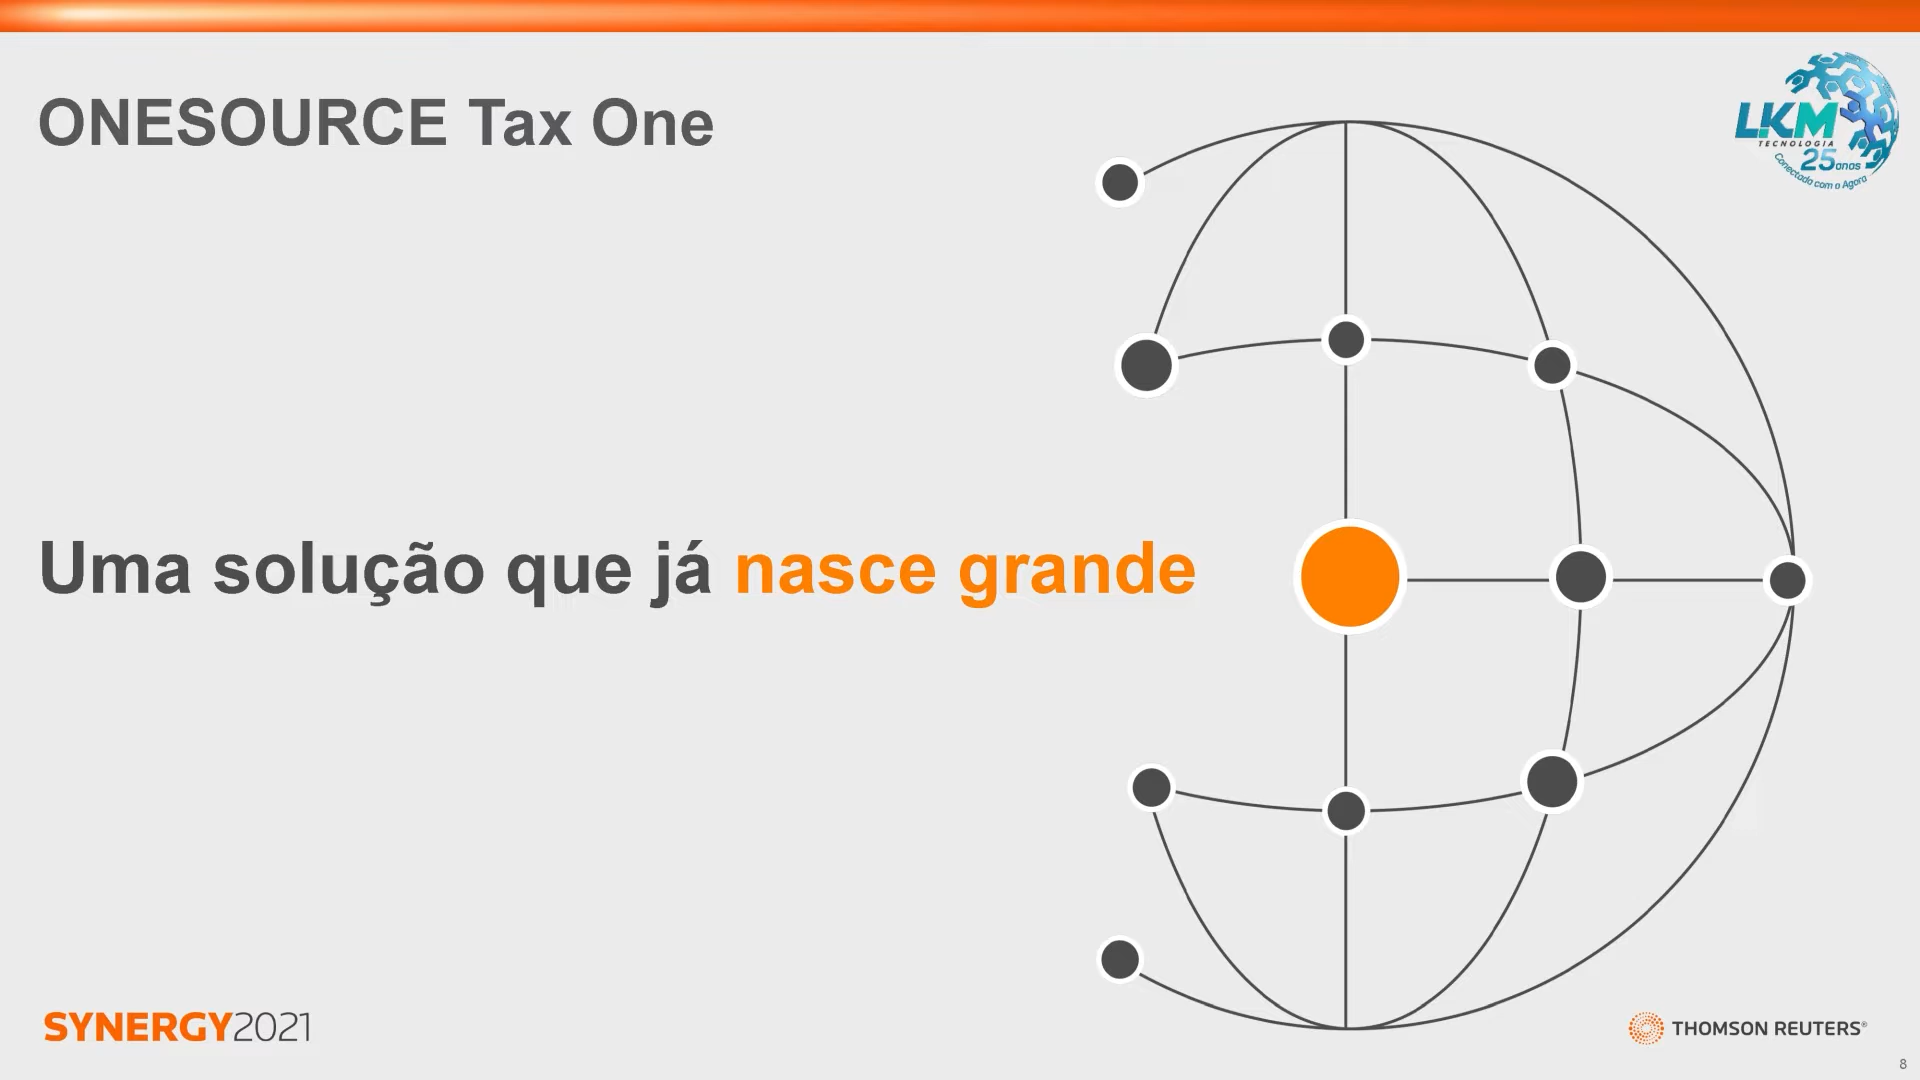 ONESOURCE Tax One
LKM
TECNOLOGIA
25anos
Conectado com o Agora
Uma solução que já nasce grande
SYNERGY2021
THOMSON REUTERS®
8